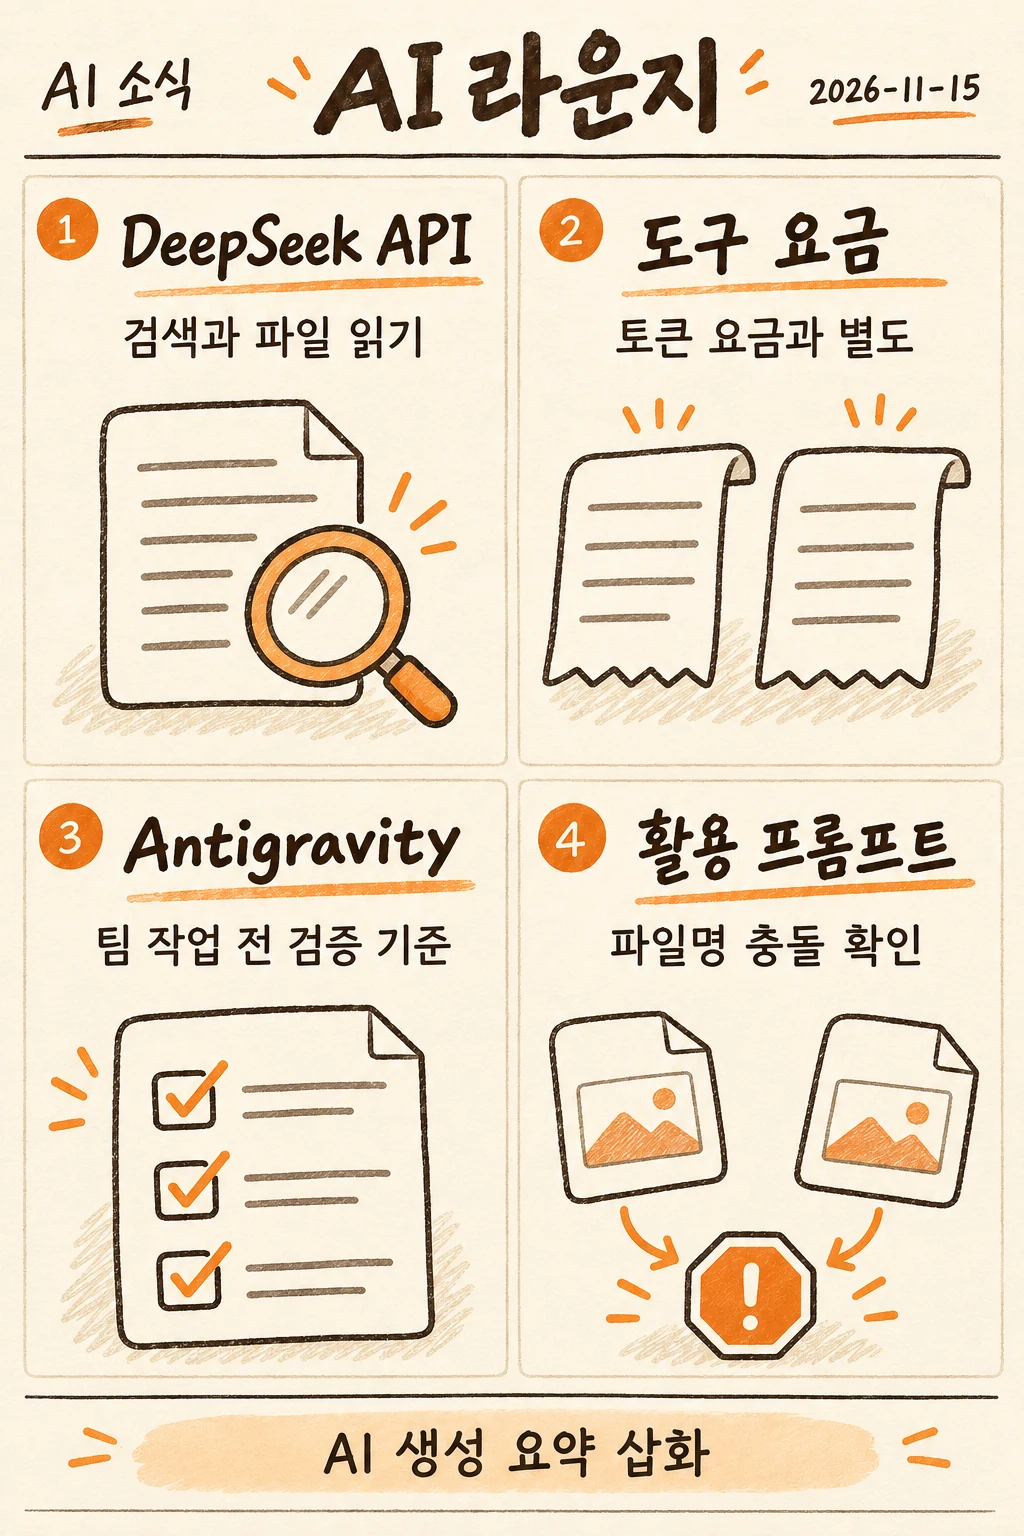 AI 소식
AI 라운지
2026-11-15
1
DeepSeek API
검색과 파일 읽기
2
도구 요금
토큰 요금과 별도
3
Antigravity
팀 작업 전 검증 기준
4
활용 프롬프트
파일명 충돌 확인
!
AI 생성 요약 삽화